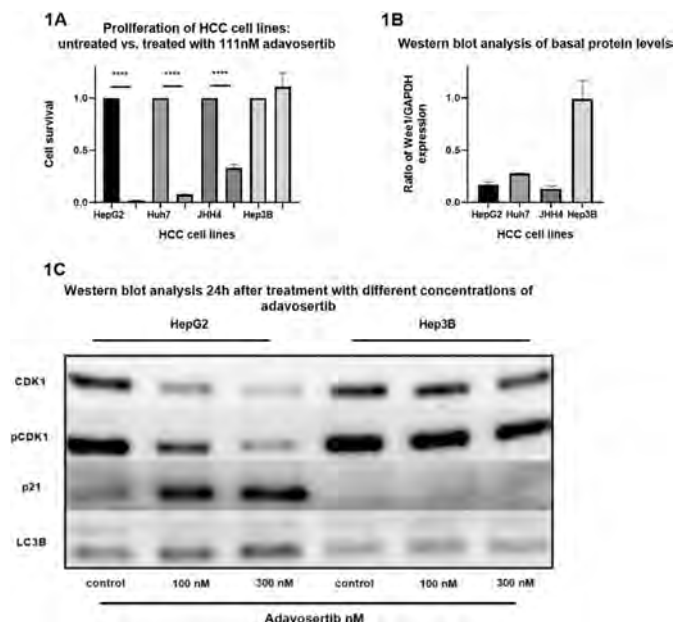 1A
Proliferation of HCC cell lines:
untreated vs. treated with 111nM adavosertib
****
****
****
Cell survival
1.0
0.5
0.0
HepG2 Huh7 JHH4 Hep3B
HCC cell lines
1B
Western blot analysis of basal protein levels
Ratio of Wee1/GAPDH
expression
1.0
0.5
0.0
HepG2 Huh7 JHH4 Hep3B
HCC cell lines
1C
Western blot analysis 24h after treatment with different concentrations of
adavosertib
HepG2 Hep3B
CDK1
pCDK1
p21
LC3B
control 100 nM 300 nM control 100 nM 300 nM
Adavosertib nM